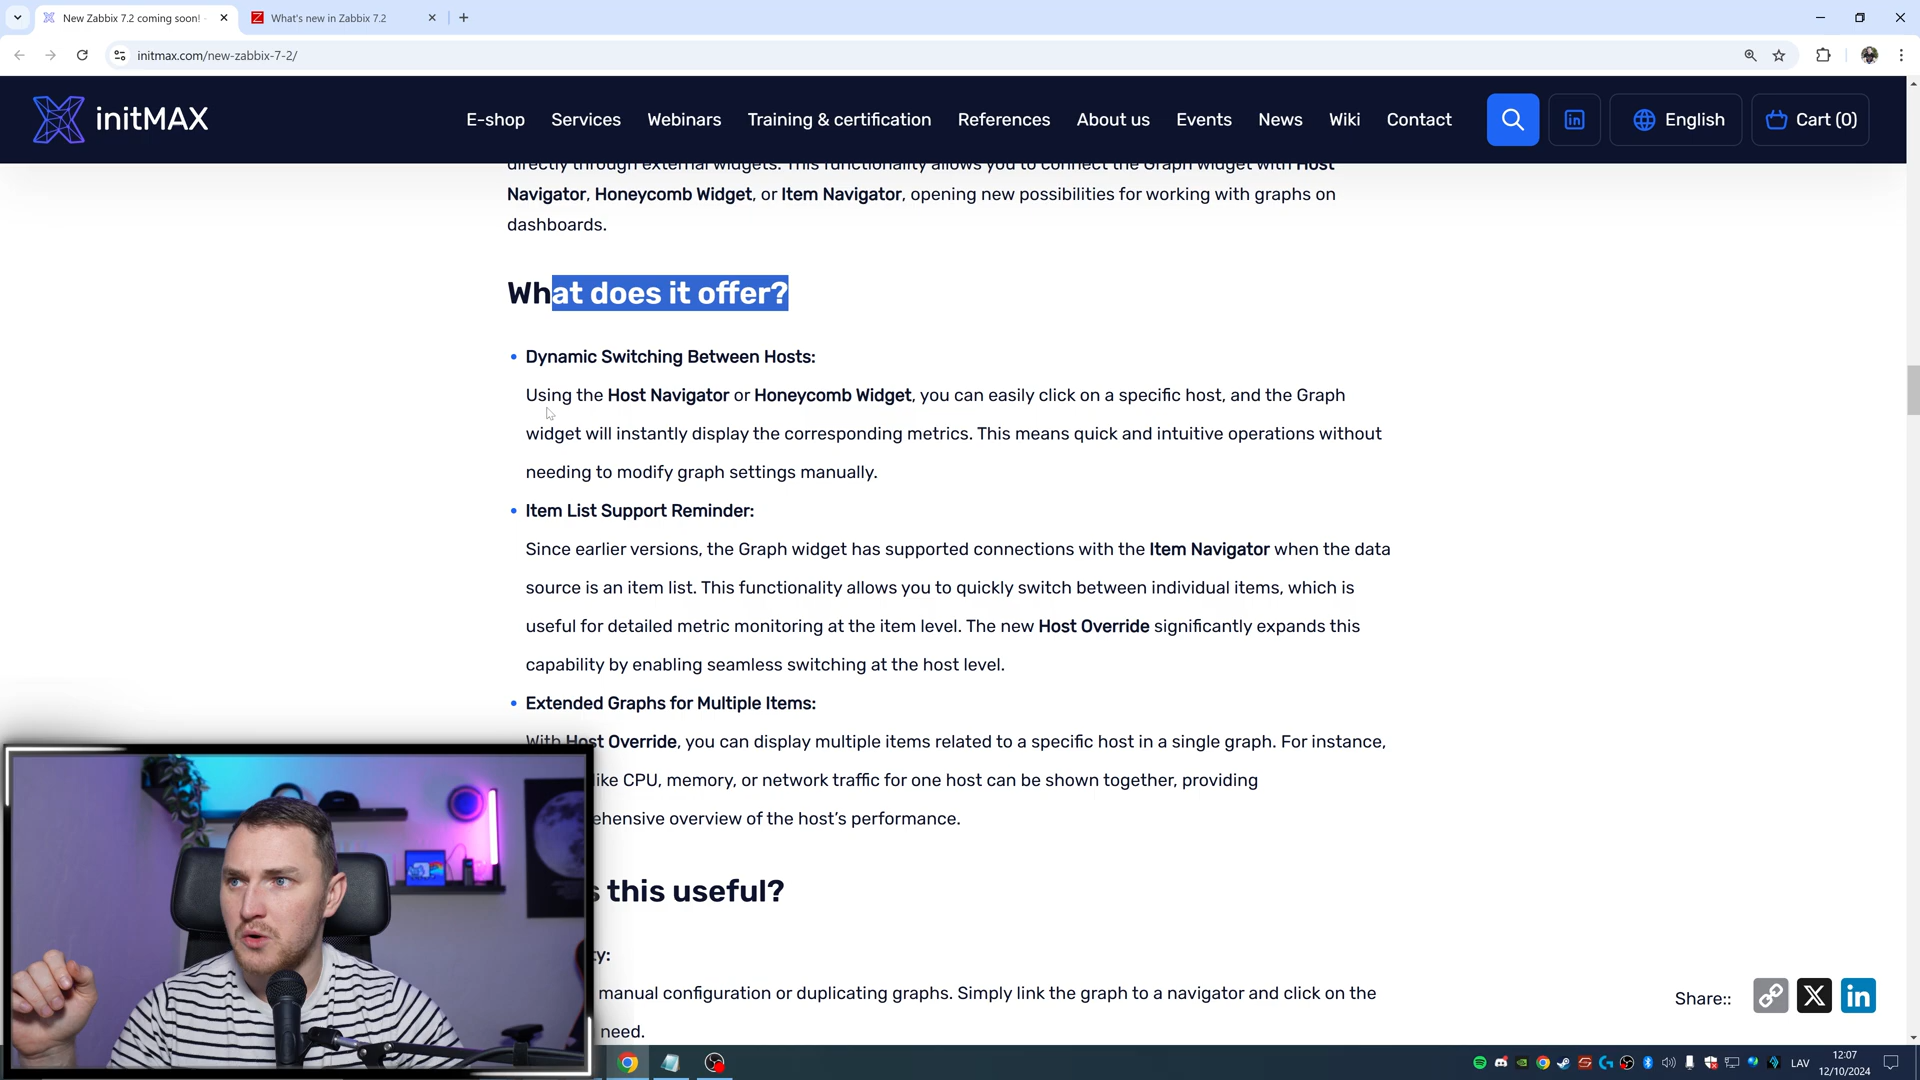 New Zabbix 7.2 coming soon! -
What's new in Zabbix 7.2
initmax.com/new-zabbix-7-2/
initMAX
E-shop
Services
Webinars
Training & certification
References
About us
Events
News
Wiki
Contact
English
Cart (0)
directly through external widgets. This functionality allows you to connect the Graph widget with Host
Navigator, Honeycomb Widget, or Item Navigator, opening new possibilities for working with graphs on
dashboards.
What does it offer?
Dynamic Switching Between Hosts:
Using the Host Navigator or Honeycomb Widget, you can easily click on a specific host, and the Graph
widget will instantly display the corresponding metrics. This means quick and intuitive operations without
needing to modify graph settings manually.
Item List Support Reminder:
Since earlier versions, the Graph widget has supported connections with the Item Navigator when the data
source is an item list. This functionality allows you to quickly switch between individual items, which is
useful for detailed metric monitoring at the item level. The new Host Override significantly expands this
capability by enabling seamless switching at the host level.
Extended Graphs for Multiple Items:
With Host Override, you can display multiple items related to a specific host in a single graph. For instance,
like CPU, memory, or network traffic for one host can be shown together, providing
ehensive overview of the host's performance.
this useful?
ty:
manual configuration or duplicating graphs. Simply link the graph to a navigator and click on the
need.
Share::
LAV
12:07
12/10/2024